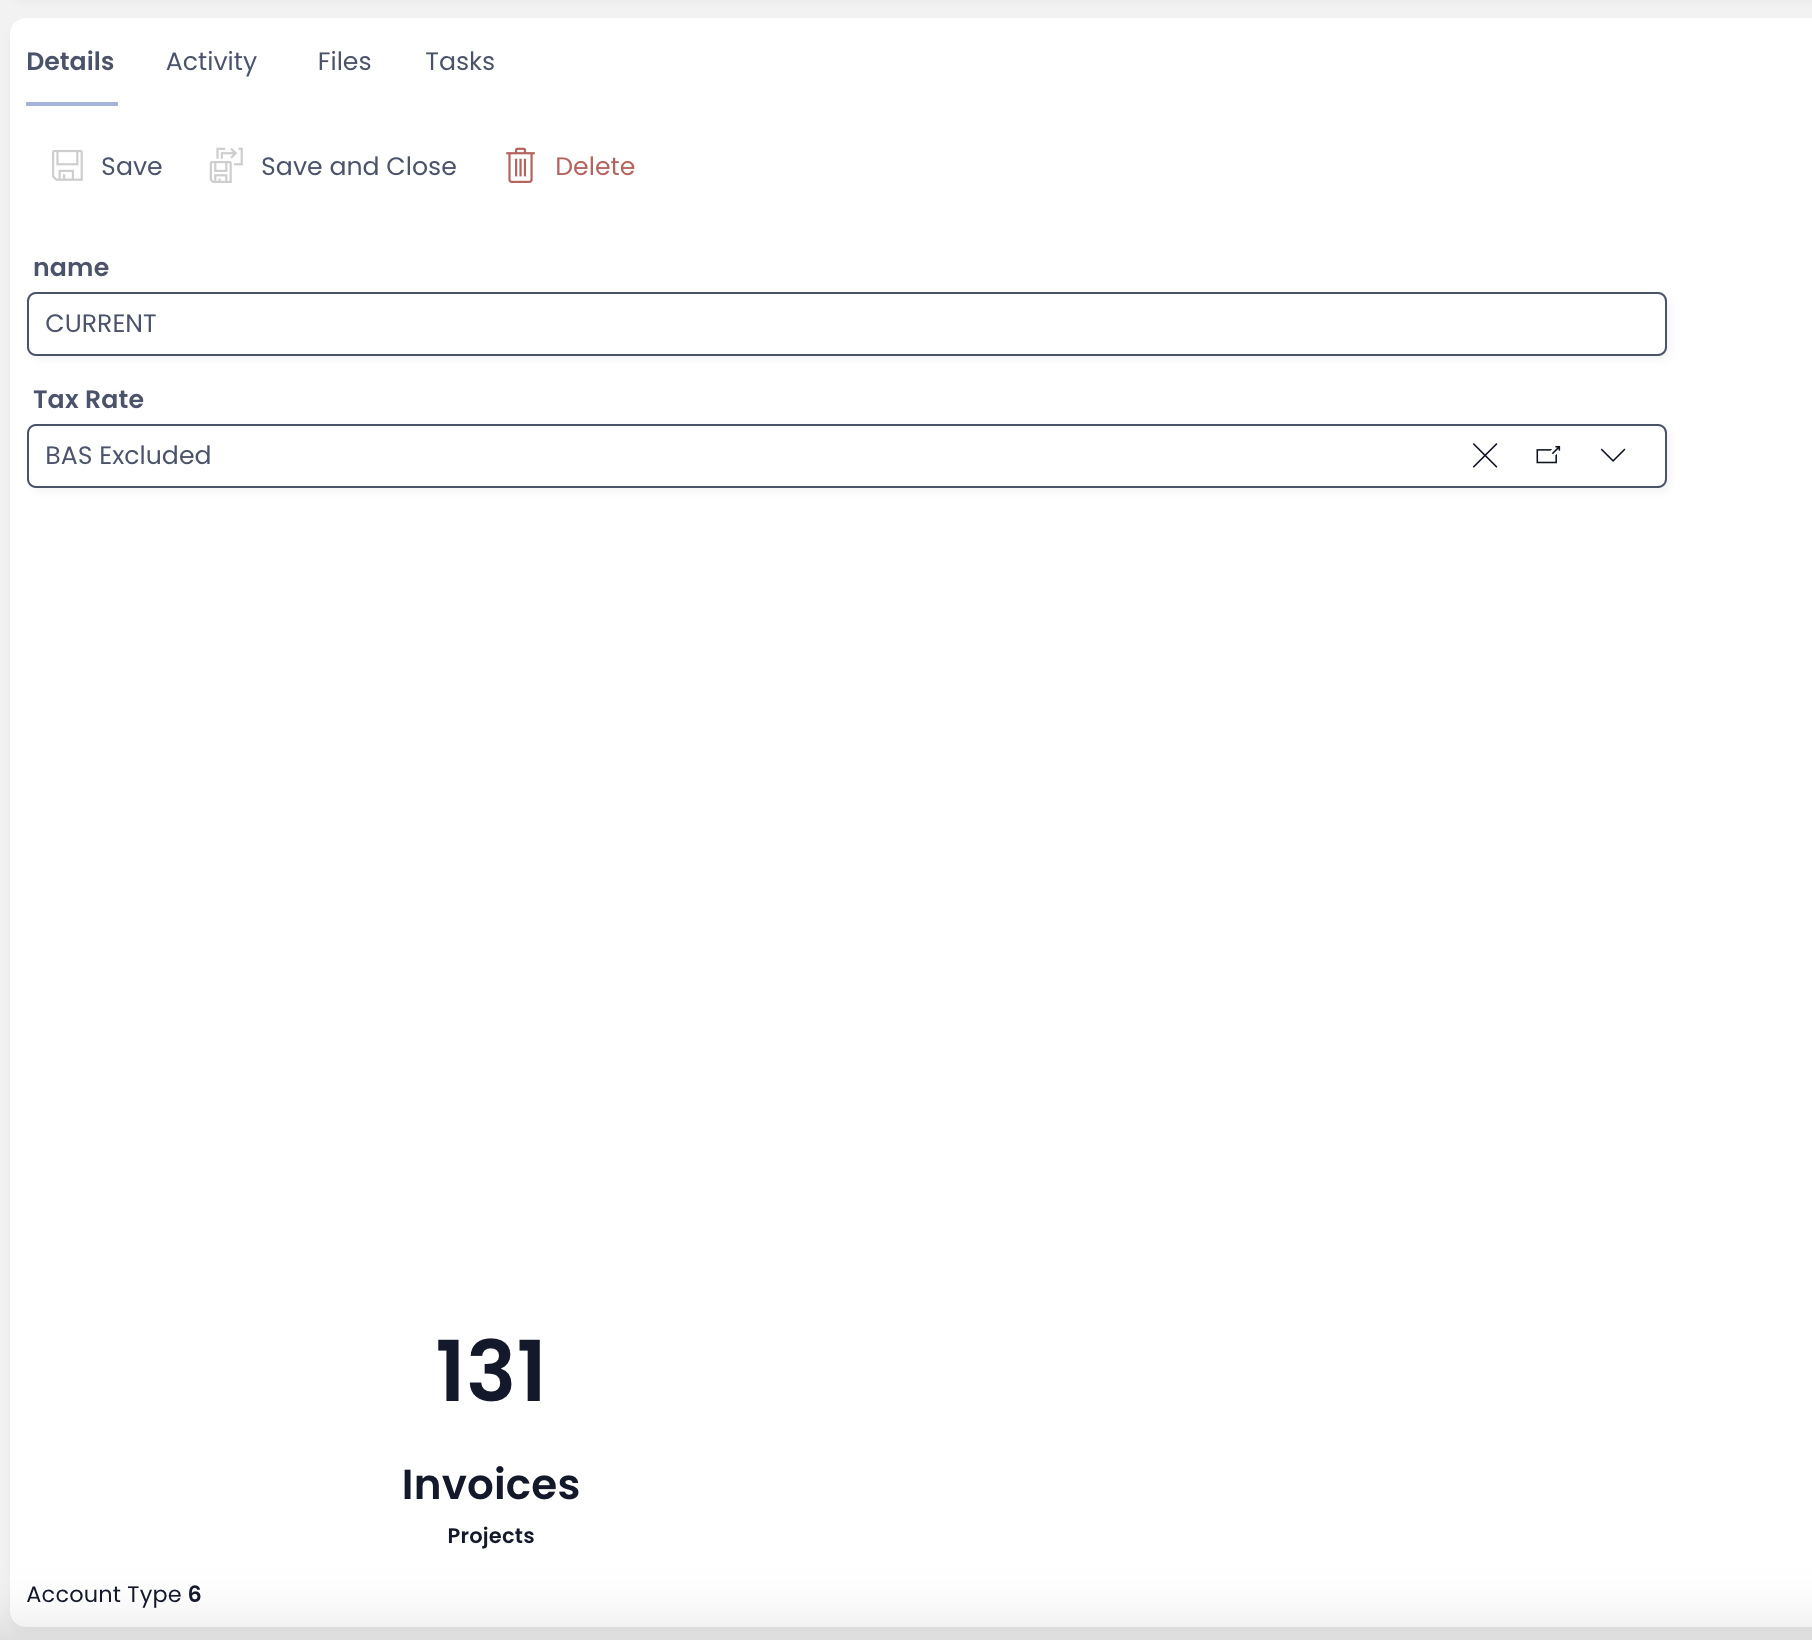 Details Activity Files Tasks
Save Save and Close Delete
name
CURRENT
Tax Rate
BAS Excluded
131
Invoices
Projects
Account Type 6